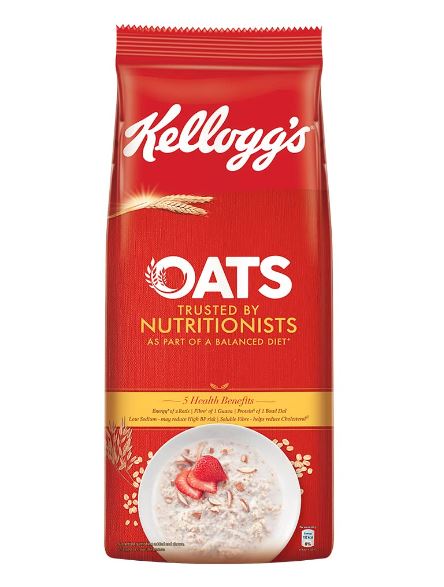 Kellogg's
OATS
TRUSTED BY
NUTRITIONISTS
AS PART OF A BALANCED DIET*
5 Health Benefits
Energy# of 2 Rotis | Fibre^ of 1 Guava | Protein$ of 1 Bowl Dal
Low Sodium - may reduce High BP risk | Soluble Fibre - helps reduce Cholesterol